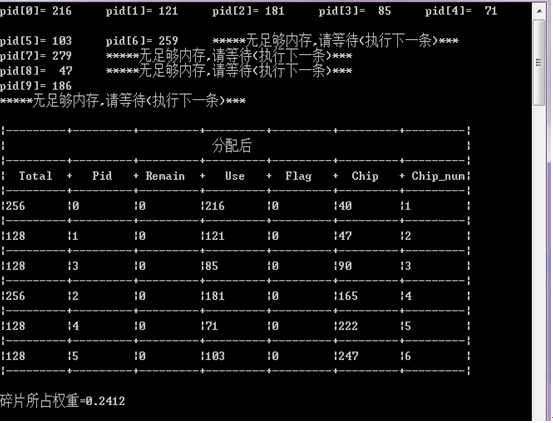 pid[0]= 216 pid[1]= 121 pid[2]= 181 pid[3]= 85 pid[4]= 71
pid[5]= 103 pid[6]= 259 *****无足够内存,请等待(执行下一条)***
pid[7]= 279 *****无足够内存,请等待(执行下一条)***
pid[8]= 47 *****无足够内存,请等待(执行下一条)***
pid[9]= 186
*****无足够内存,请等待(执行下一条)***
¦--------+--------+--------+--------+--------+--------+--------¦
¦ 分配后 ¦
¦--------+--------+--------+--------+--------+--------+--------¦
¦ Total + Pid + Remain + Use + Flag + Chip + Chip_num¦
¦--------+--------+--------+--------+--------+--------+--------¦
¦256 ¦0 ¦0 ¦216 ¦0 ¦40 ¦1 ¦
¦--------+--------+--------+--------+--------+--------+--------¦
¦128 ¦1 ¦0 ¦121 ¦0 ¦47 ¦2 ¦
¦--------+--------+--------+--------+--------+--------+--------¦
¦128 ¦3 ¦0 ¦85 ¦0 ¦90 ¦3 ¦
¦--------+--------+--------+--------+--------+--------+--------¦
¦256 ¦2 ¦0 ¦181 ¦0 ¦165 ¦4 ¦
¦--------+--------+--------+--------+--------+--------+--------¦
¦128 ¦4 ¦0 ¦71 ¦0 ¦222 ¦5 ¦
¦--------+--------+--------+--------+--------+--------+--------¦
¦128 ¦5 ¦0 ¦103 ¦0 ¦247 ¦6 ¦
¦--------+--------+--------+--------+--------+--------+--------¦
碎片所占权重=0.2412